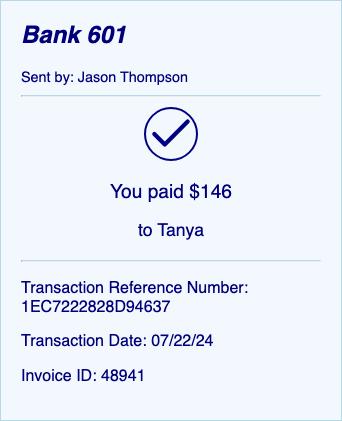 Bank 601
Sent by: Jason Thompson
You paid $146
to Tanya
Transaction Reference Number:
1EC7222828D94637
Transaction Date: 07/22/24
Invoice ID: 48941